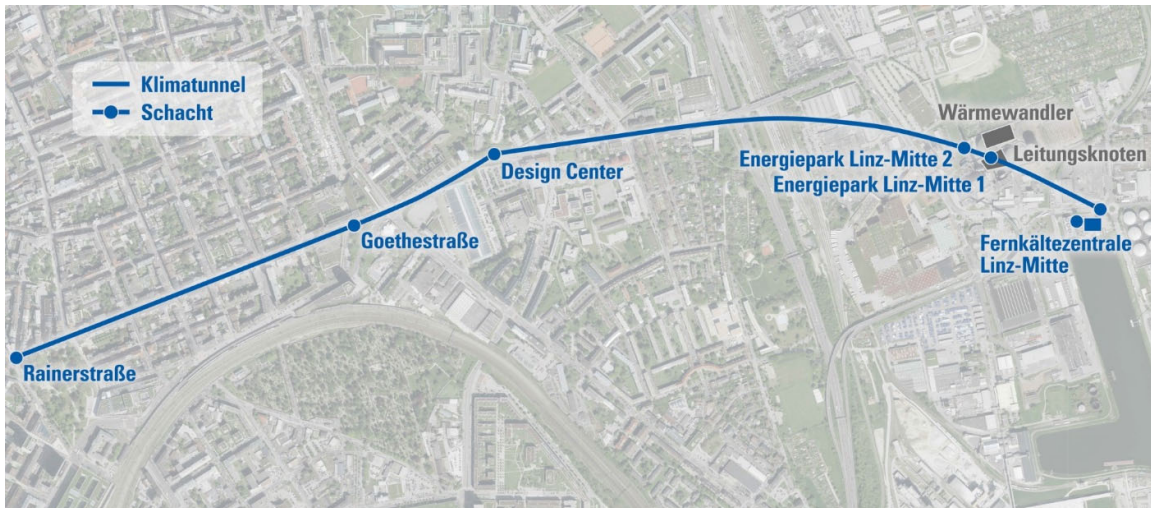 Klimatunnel
Schacht
Wärmewandler
Leitungsknoten
Energiepark Linz-Mitte 2
Energiepark Linz-Mitte 1
Design Center
Goethestraße
Fernkältezentrale
Linz-Mitte
Rainerstraße